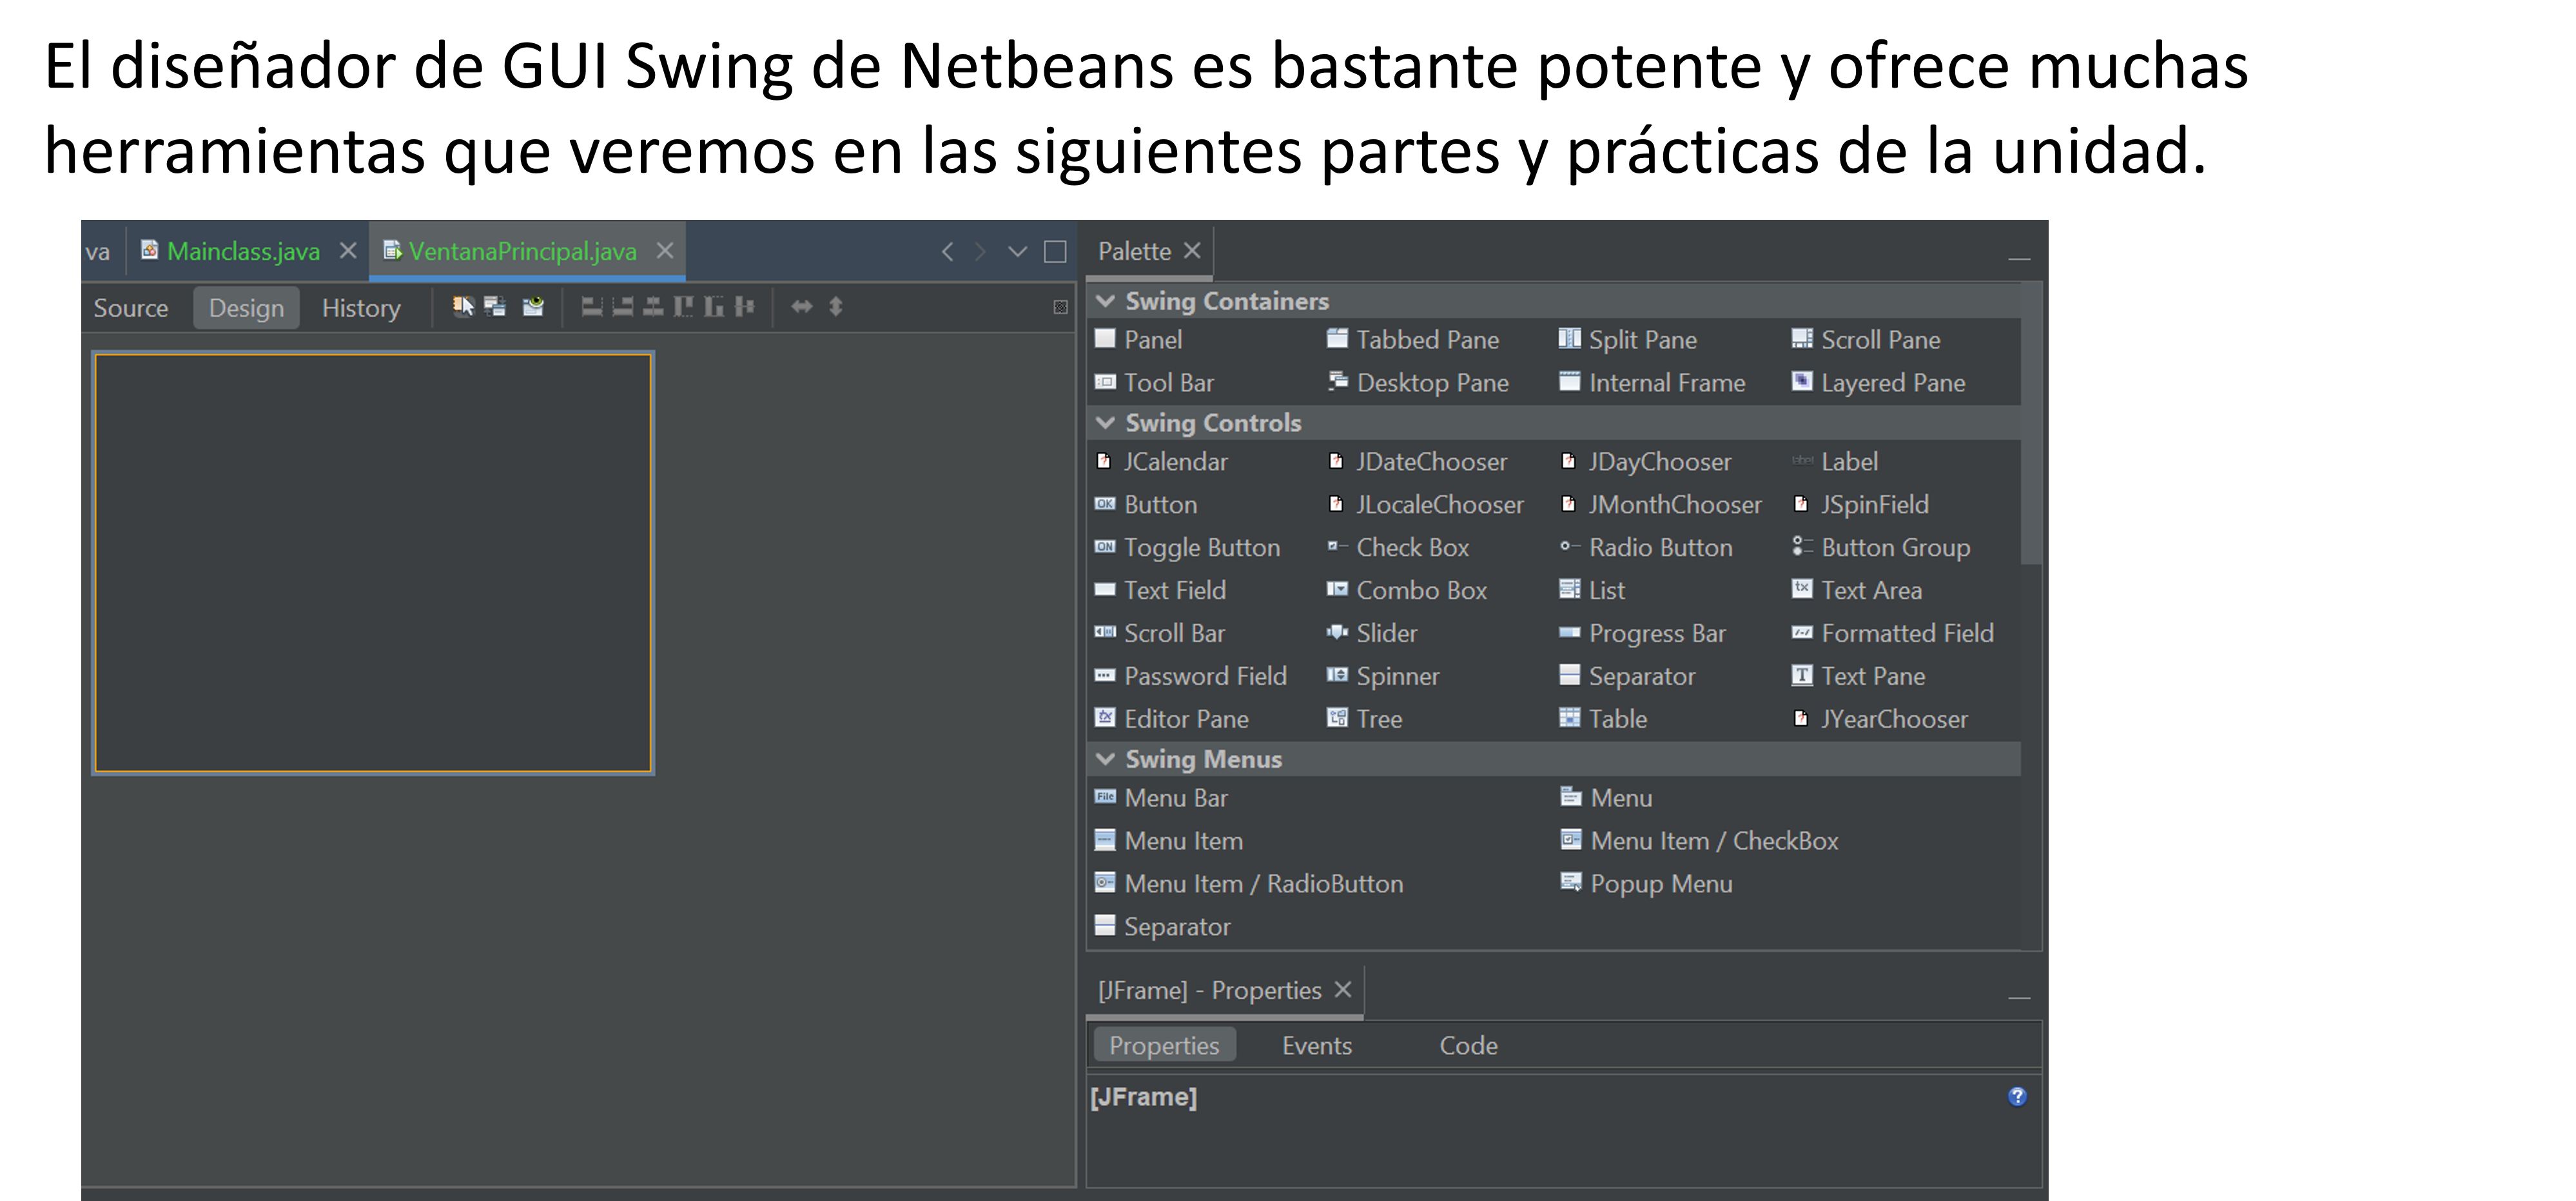 El diseñador de GUI Swing de Netbeans es bastante potente y ofrece muchas
herramientas que veremos en las siguientes partes y prácticas de la unidad.
va Mainclass.java VentanaPrincipal.java
Source Design History
Palette
Swing Containers
Panel Tabbed Pane Split Pane Scroll Pane
Tool Bar Desktop Pane Internal Frame Layered Pane
Swing Controls
JCalendar JDateChooser JDayChooser Label
Button JLocaleChooser JMonthChooser JSpinField
Toggle Button Check Box Radio Button Button Group
Text Field Combo Box List Text Area
Scroll Bar Slider Progress Bar Formatted Field
Password Field Spinner Separator Text Pane
Editor Pane Tree Table JYearChooser
Swing Menus
Menu Bar Menu
Menu Item Menu Item / CheckBox
Menu Item / RadioButton Popup Menu
Separator
[JFrame] - Properties
Properties Events Code
[JFrame]